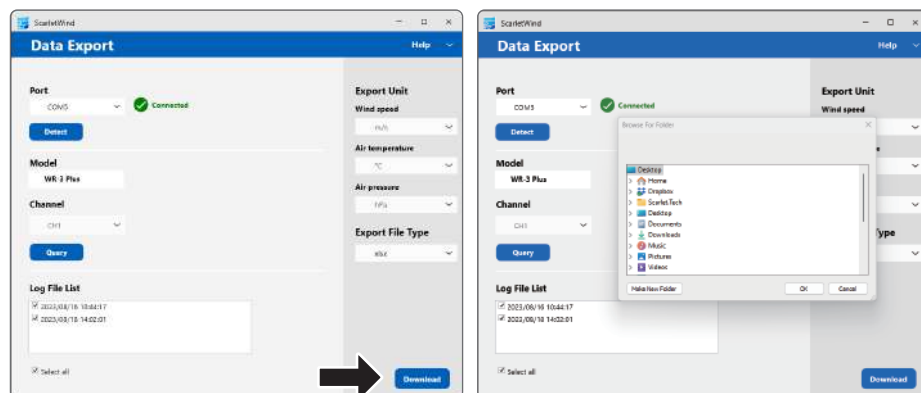 ScarletWind
Data Export
Help
Port
COM5
Connected
Detect
Model
WR-3 Plus
Channel
CH1
Query
Log File List
2023/08/16 10:44:17
2023/08/18 14:02:01
Select all
Export Unit
Wind speed
m/s
Air temperature
°C
Air pressure
hPa
Export File Type
xlsx
Download
ScarletWind
Data Export
Help
Port
COM5
Connected
Detect
Model
WR-3 Plus
Channel
CH1
Query
Log File List
2023/08/16 10:44:17
2023/08/18 14:02:01
Select all
Export Unit
Wind speed
Type
Download
Browse For Folder
Desktop
Home
Dropbox
Scarlet.Tech
Desktop
Documents
Downloads
Music
Pictures
Videos
Make New Folder
OK
Cancel